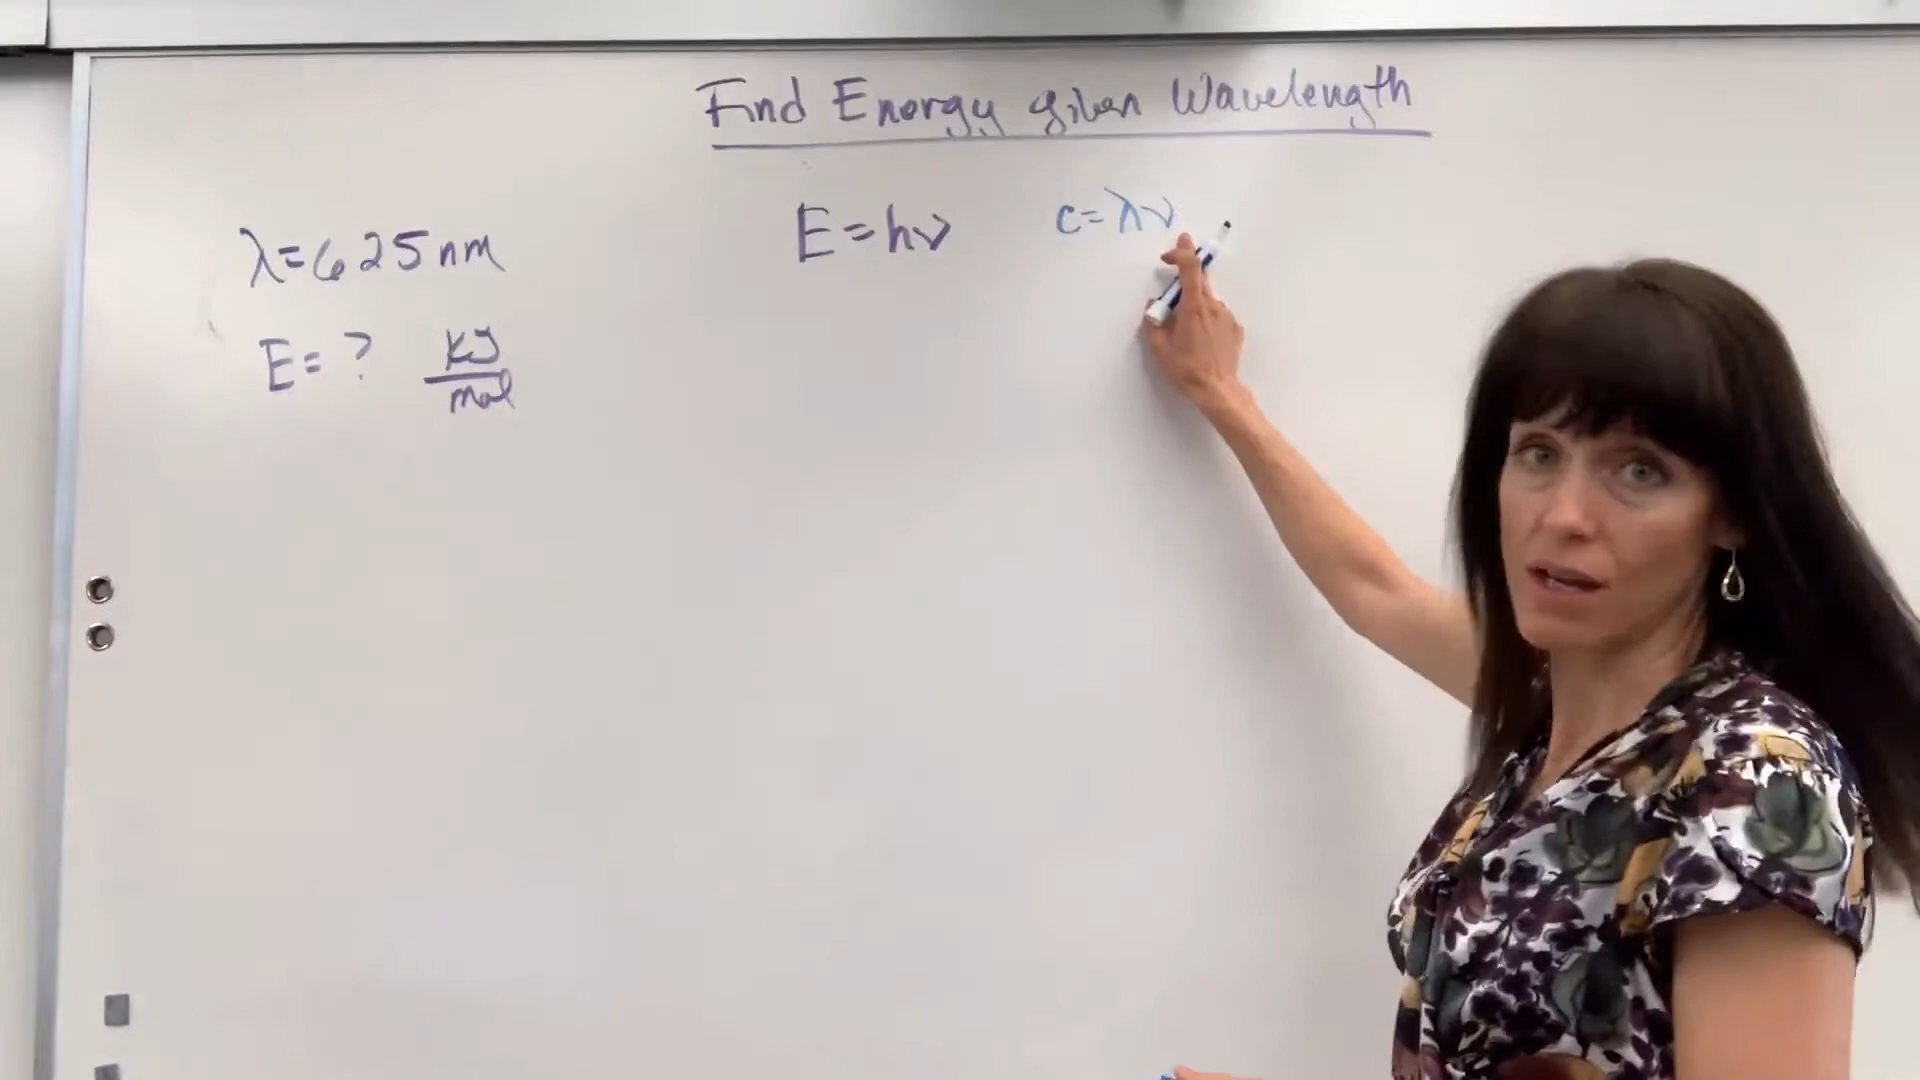 Find Energy given Wavelength
λ=625nm
E=hν
c=λν
E=? kJ
mol